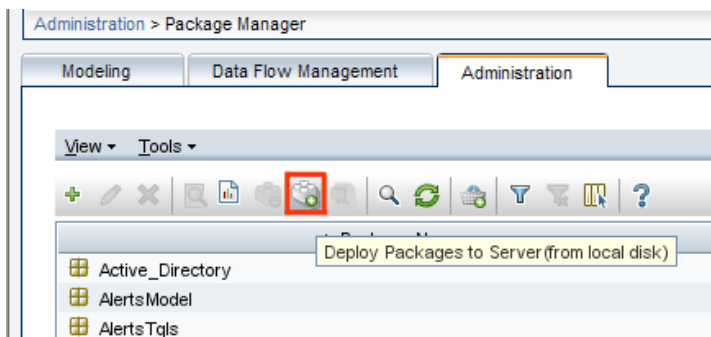 Administration > Package Manager
Modeling Data Flow Management Administration
View Tools
Deploy Packages to Server(from local disk)
Active_Directory
AlertsModel
AlertsTqls